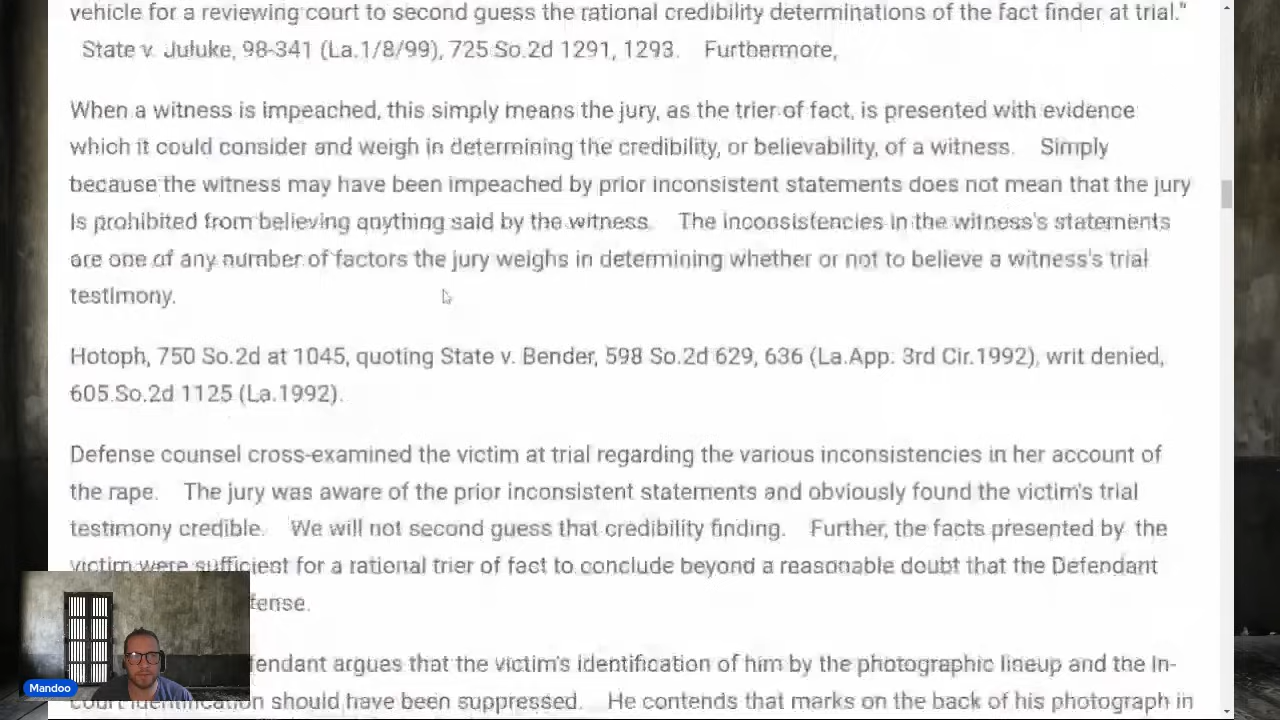 vehicle for a reviewing court to second guess the rational credibility determinations of the fact finder at trial."
State v. Juluke, 98-341 (La.1/8/99), 725 So.2d 1291, 1293. Furthermore,
When a witness is impeached, this simply means the jury, as the trier of fact, is presented with evidence
which it could consider and weigh in determining the credibility, or believability, of a witness. Simply
because the witness may have been impeached by prior inconsistent statements does not mean that the jury
is prohibited from believing anything said by the witness. The inconsistencies in the witness's statements
are one of any number of factors the jury weighs in determining whether or not to believe a witness's trial
testimony.
Hotoph, 750 So.2d at 1045, quoting State v. Bender, 598 So.2d 629, 636 (La.App. 3rd Cir.1992), writ denied,
605 So.2d 1125 (La.1992).
Defense counsel cross-examined the victim at trial regarding the various inconsistencies in her account of
the rape. The jury was aware of the prior inconsistent statements and obviously found the victim's trial
testimony credible. We will not second guess that credibility finding. Further, the facts presented by the
victim were sufficient for a rational trier of fact to conclude beyond a reasonable doubt that the Defendant
fense.
fendant argues that the victim's identification of him by the photographic lineup and the in-
court identification should have been suppressed. He contends that marks on the back of his photograph in
Mandoo